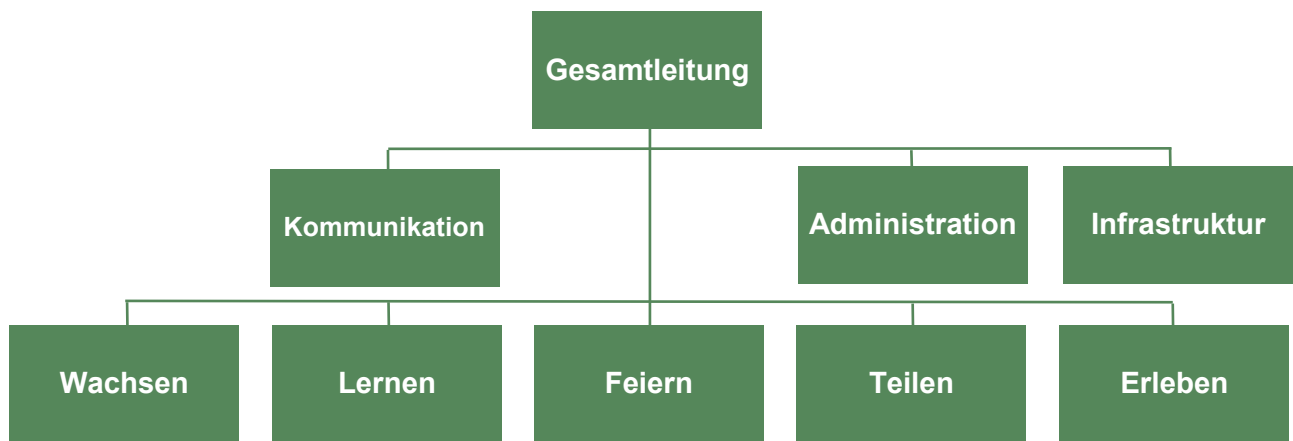 Gesamtleitung
Kommunikation
Administration
Infrastruktur
Wachsen
Lernen
Feiern
Teilen
Erleben